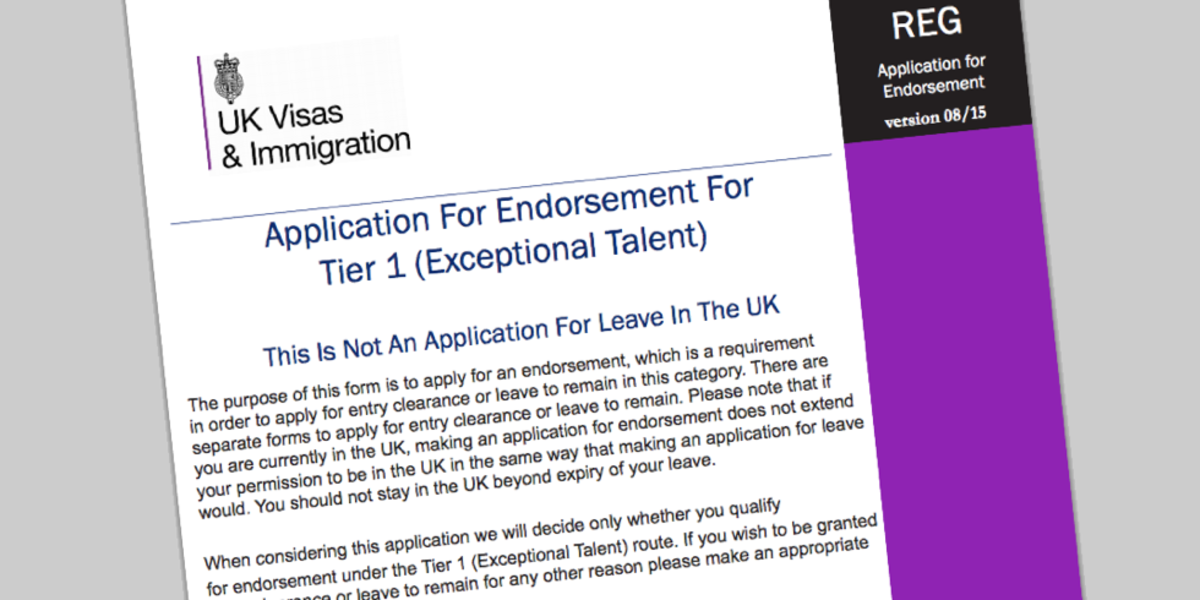 REG
Application for
Endorsement
version 08/15
UK Visas
& Immigration
Application For Endorsement For
Tier 1 (Exceptional Talent)
This Is Not An Application For Leave In The UK
The purpose of this form is to apply for an endorsement, which is a requirement
in order to apply for entry clearance or leave to remain in this category. There are
separate forms to apply for entry clearance or leave to remain. Please note that if
you are currently in the UK, making an application for endorsement does not extend
your permission to be in the UK in the same way that making an application for leave
would. You should not stay in the UK beyond expiry of your leave.
When considering this application we will decide only whether you qualify
for endorsement under the Tier 1 (Exceptional Talent) route. If you wish to be granted
or leave to remain for any other reason please make an appropriate